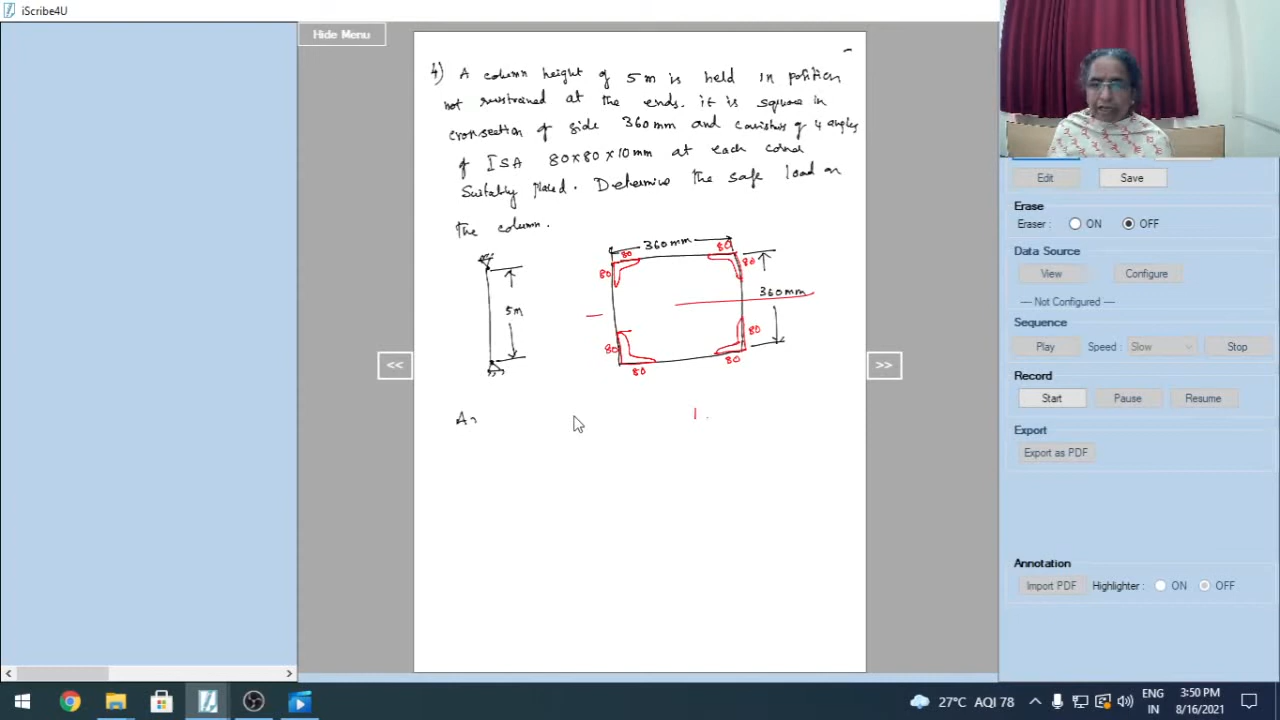 iScribe4U
Hide Menu
4) A column height of 5m is held in position
not restrained at the ends. it is square in
crossection of side 360mm and consists of 4 angles
of ISA 80×80×10mm at each corner
Suitably placed. Determine the safe load on
the column.
360mm
80
80
80
80
5m
360mm
80
80
80
80
A>
1.
<<
>>
Edit
Save
Erase
Eraser : ON OFF
Data Source
View
Configure
--- Not Configured ---
Sequence
Play
Speed : Slow
Stop
Record
Start
Pause
Resume
Export
Export as PDF
Annotation
Import PDF
Highlighter : ON OFF
27°C AQI 78
ENG
IN
3:50 PM
8/16/2021